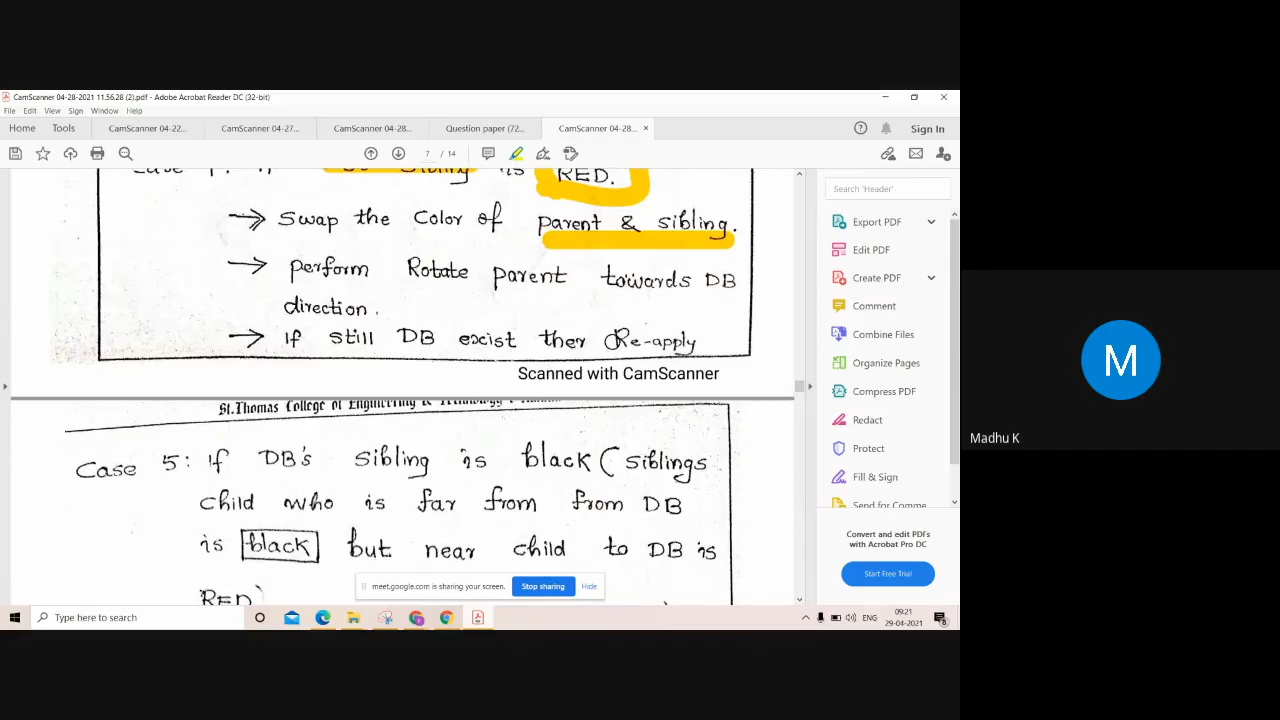 CamScanner 04-28-2021 11.56.28 (2).pdf - Adobe Acrobat Reader DC (32-bit)
File Edit View Sign Window Help
Home Tools CamScanner 04-22... CamScanner 04-27... CamScanner 04-28... Question paper (72... CamScanner 04-28... × Sign In
7 / 14
sibling is RED.
→ Swap the Color of parent & sibling.
→ perform Rotate parent towards DB
direction.
→ If still DB exist then Re-apply
Scanned with CamScanner
St.Thomas College of Engineering &
Case 5: If DB's sibling is black (siblings
child who is far from from DB
is black but near child to DB is
RED)
Search 'Header'
Export PDF
Edit PDF
Create PDF
Comment
Combine Files
Organize Pages
Compress PDF
Redact
Protect
Fill & Sign
Send for Comme
Convert and edit PDFs
with Acrobat Pro DC
Start Free Trial
meet.google.com is sharing your screen. Stop sharing Hide
Type here to search
ENG
09:21
29-04-2021
8
M
Madhu K